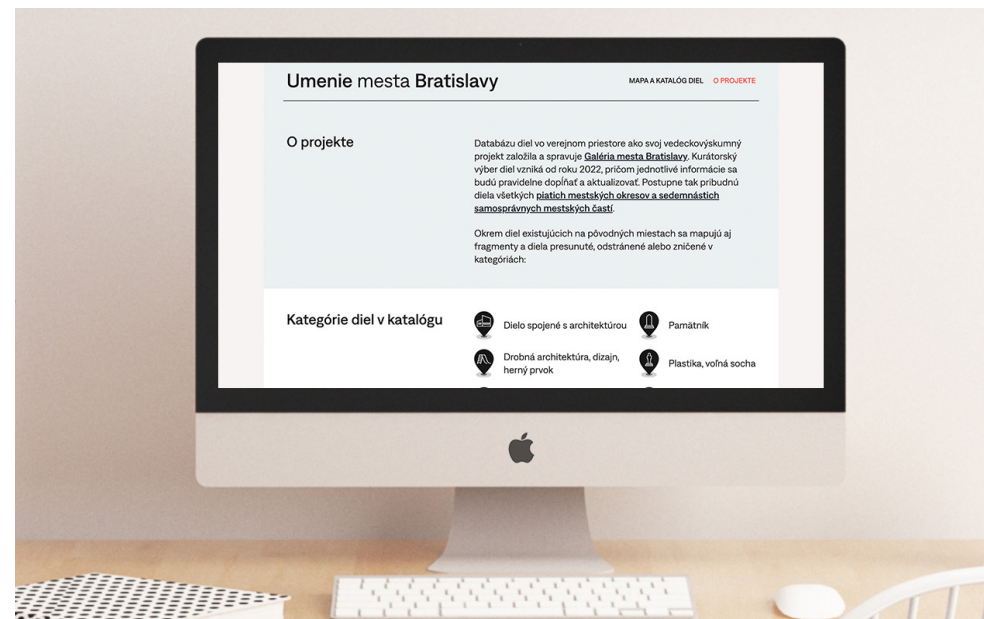 Umenie mesta Bratislavy
MAPA A KATALÓG DIEL O PROJEKTE
O projekte
Databázu diel vo verejnom priestore ako svoj vedeckovýskumný
projekt založila a spravuje Galéria mesta Bratislavy. Kurátorský
výber diel vzniká od roku 2022, pričom jednotlivé informácie sa
budú pravidelne dopĺňať a aktualizovať. Postupne tak pribudnú
diela všetkých piatich mestských okresov a sedemnástich
samosprávnych mestských častí.
Okrem diel existujúcich na pôvodných miestach sa mapujú aj
fragmenty a diela presunuté, odstránené alebo zničené v
kategóriách:
Kategórie diel v katalógu
Dielo spojené s architektúrou
Pamätník
Drobná architektúra, dizajn,
herný prvok
Plastika, voľná socha